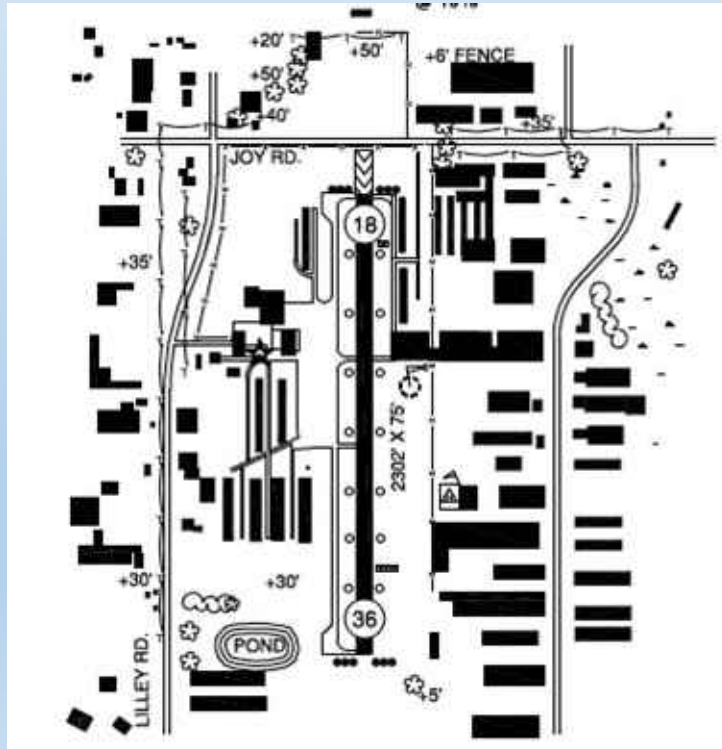 +20'
+50'
+6' FENCE
+50'
+40'
+35'
JOY RD.
18
+35'
2302' X 75'
+30'
+30'
36
POND
LILLEY RD.
+5'